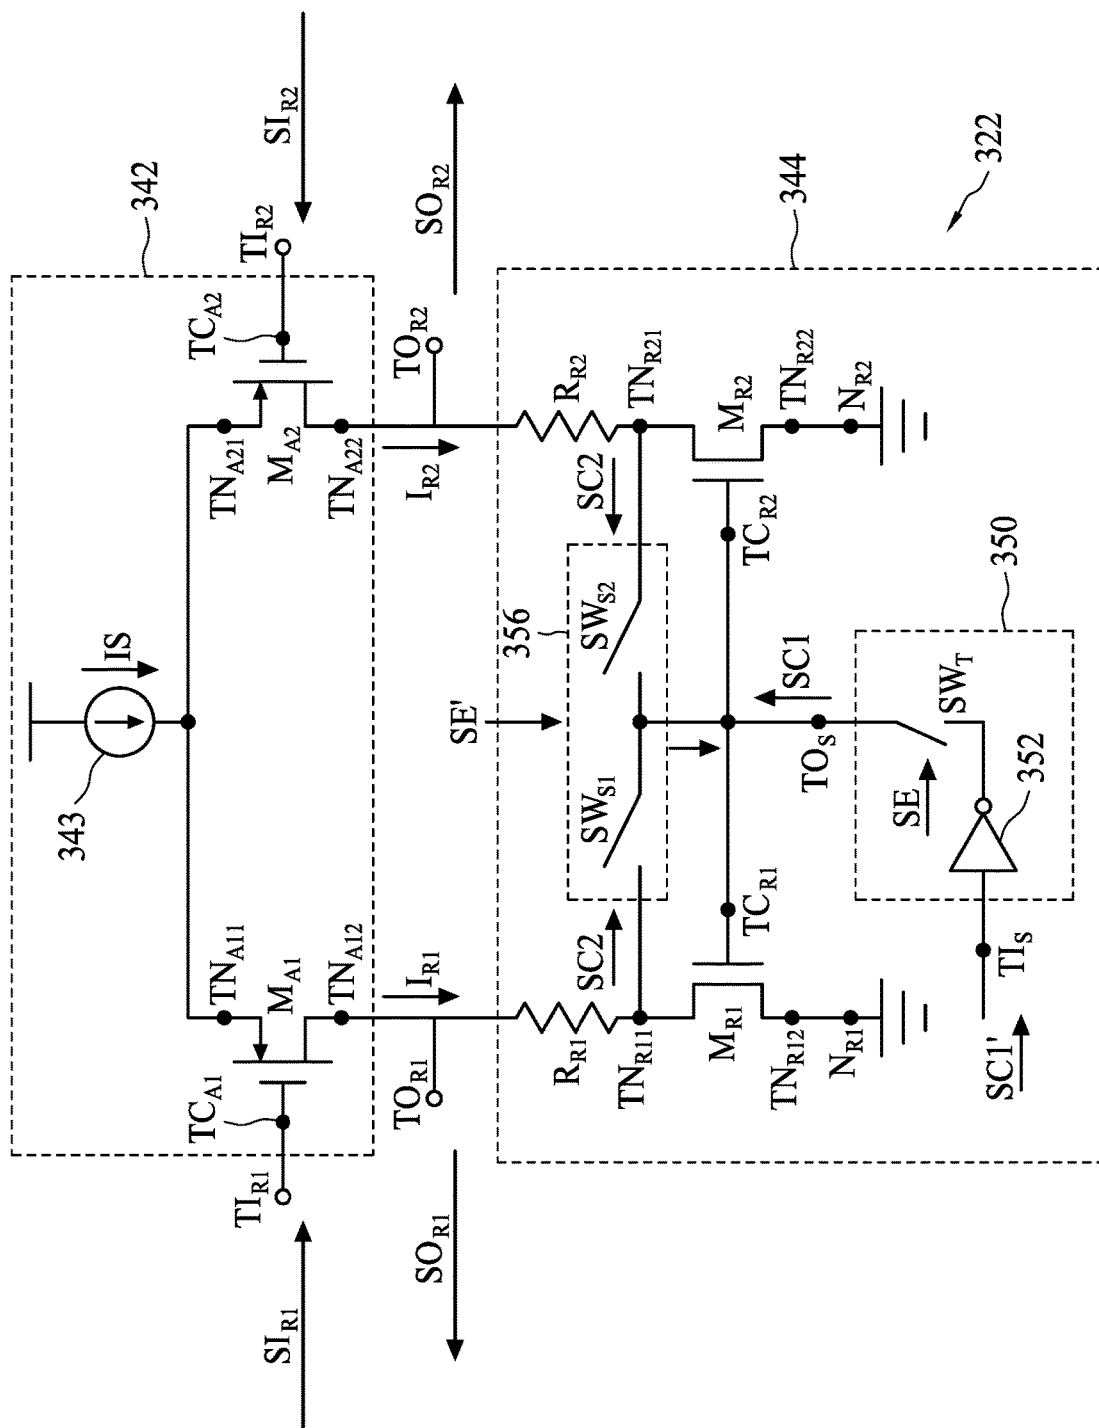 342
343
IS
SI_R1
TI_R1
TC_A1
TN_A11
M_A1
TN_A12
TN_A21
M_A2
TN_A22
TC_A2
TI_R2
SI_R2
SO_R1
TO_R1
I_R1
I_R2
TO_R2
SO_R2
344
322
R_R1
TN_R11
SC2
SE'
356
SW_S1
SW_S2
SC2
R_R2
TN_R21
M_R1
TC_R1
TC_R2
M_R2
TN_R12
N_R1
TN_R22
N_R2
SC1
TO_S
350
SE
SW_T
352
TI_S
SC1'